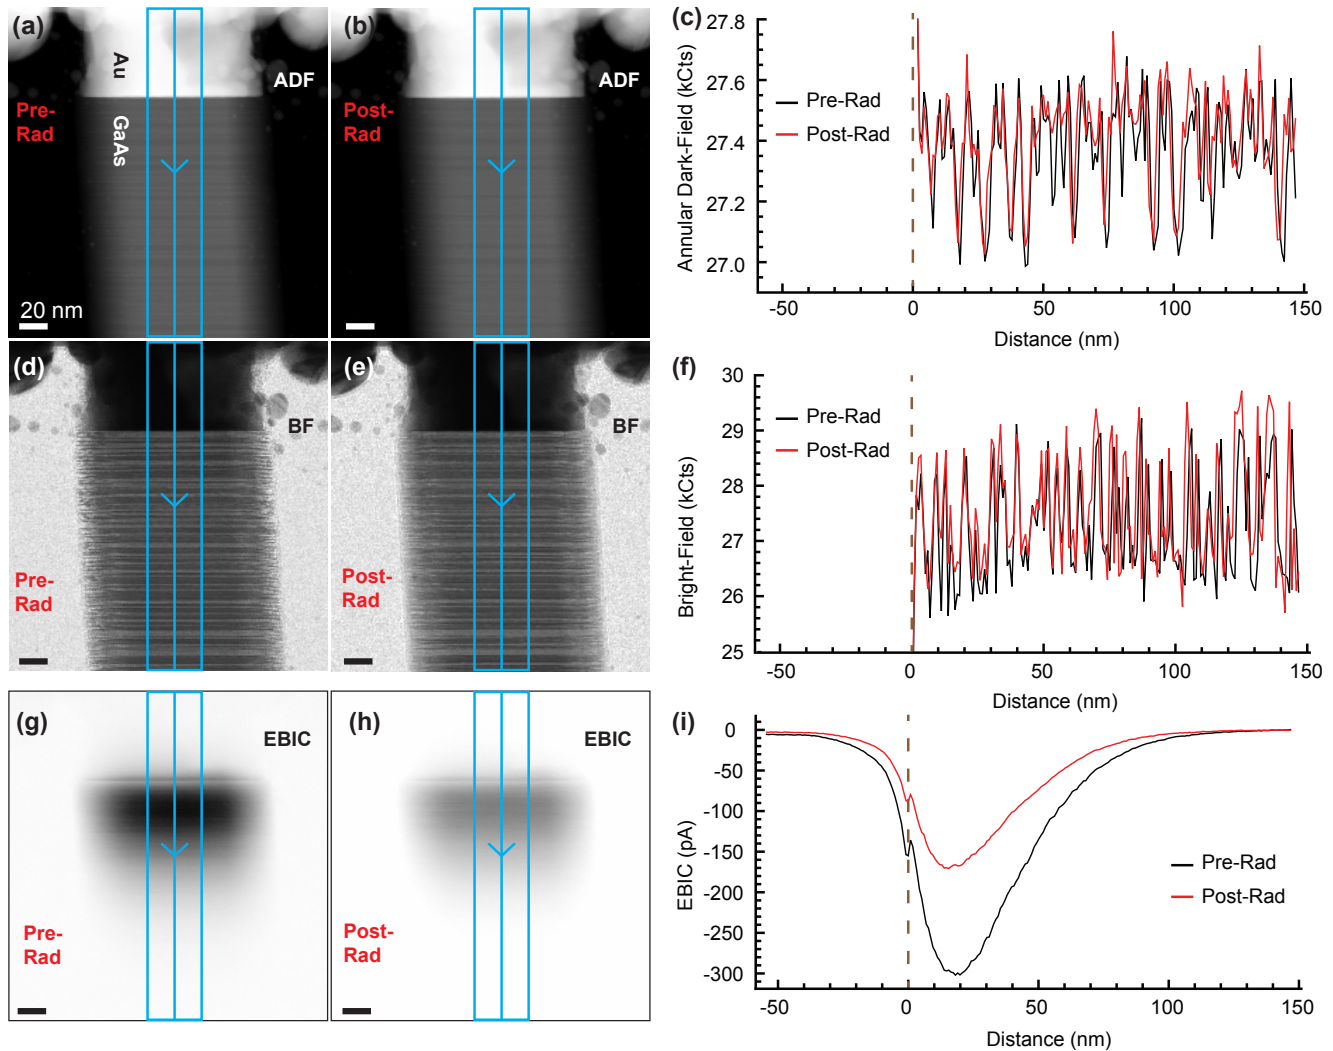 (a)
Au
GaAs
ADF
Pre-
Rad
20 nm
(b)
ADF
Post-
Rad
(c)
27.8
27.6
27.4
27.2
27.0
Annular Dark-Field (kCts)
Pre-Rad
Post-Rad
-50
0
50
100
150
Distance (nm)
(d)
BF
Pre-
Rad
(e)
BF
Post-
Rad
(f)
30
29
28
27
26
25
Bright-Field (kCts)
Pre-Rad
Post-Rad
-50
0
50
100
150
Distance (nm)
(g)
EBIC
Pre-
Rad
(h)
EBIC
Post-
Rad
(i)
0
-50
-100
-150
-200
-250
-300
EBIC (pA)
Pre-Rad
Post-Rad
-50
0
50
100
150
Distance (nm)